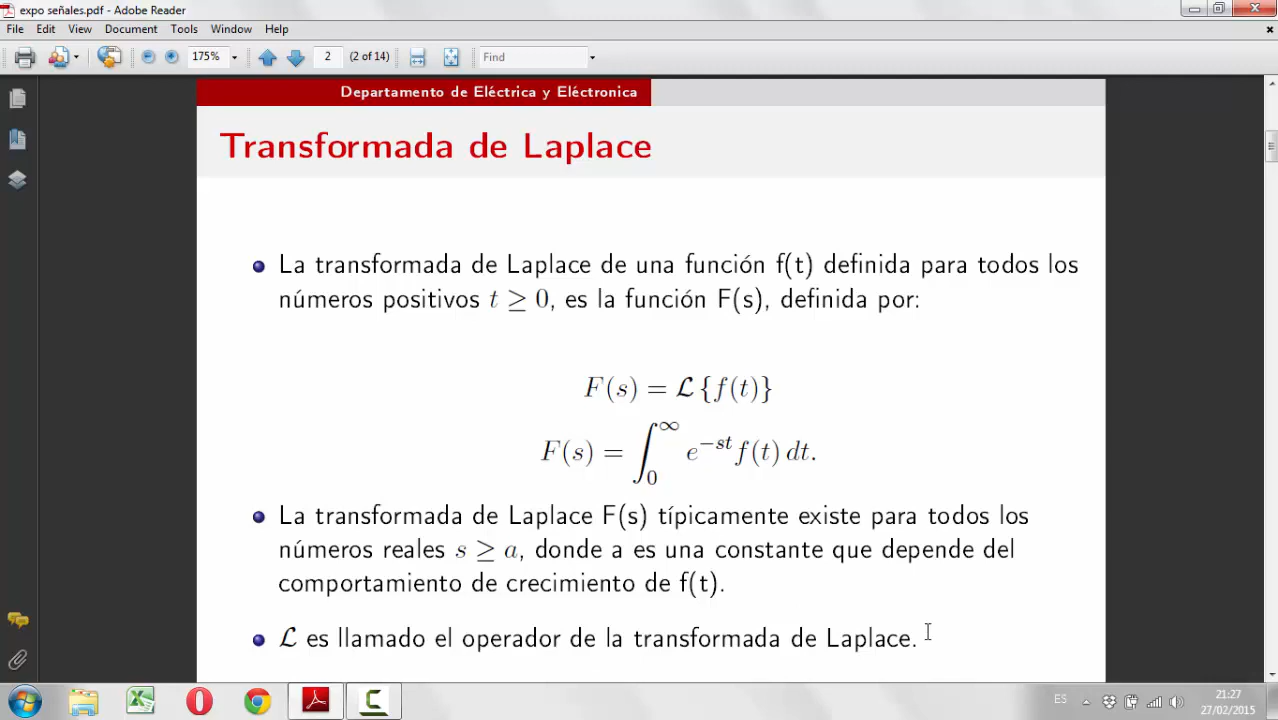 expo señales.pdf - Adobe Reader
File Edit View Document Tools Window Help
175% 2 (2 of 14) Find
Departamento de Eléctrica y Eléctronica
Transformada de Laplace
La transformada de Laplace de una función f(t) definida para todos los
números positivos t ≥ 0, es la función F(s), definida por:
F(s) = ℒ {f(t)}
F(s) = ∫₀^∞ e^{-st} f(t) dt.
La transformada de Laplace F(s) típicamente existe para todos los
números reales s ≥ a, donde a es una constante que depende del
comportamiento de crecimiento de f(t).
ℒ es llamado el operador de la transformada de Laplace.
ES 21:27
27/02/2015